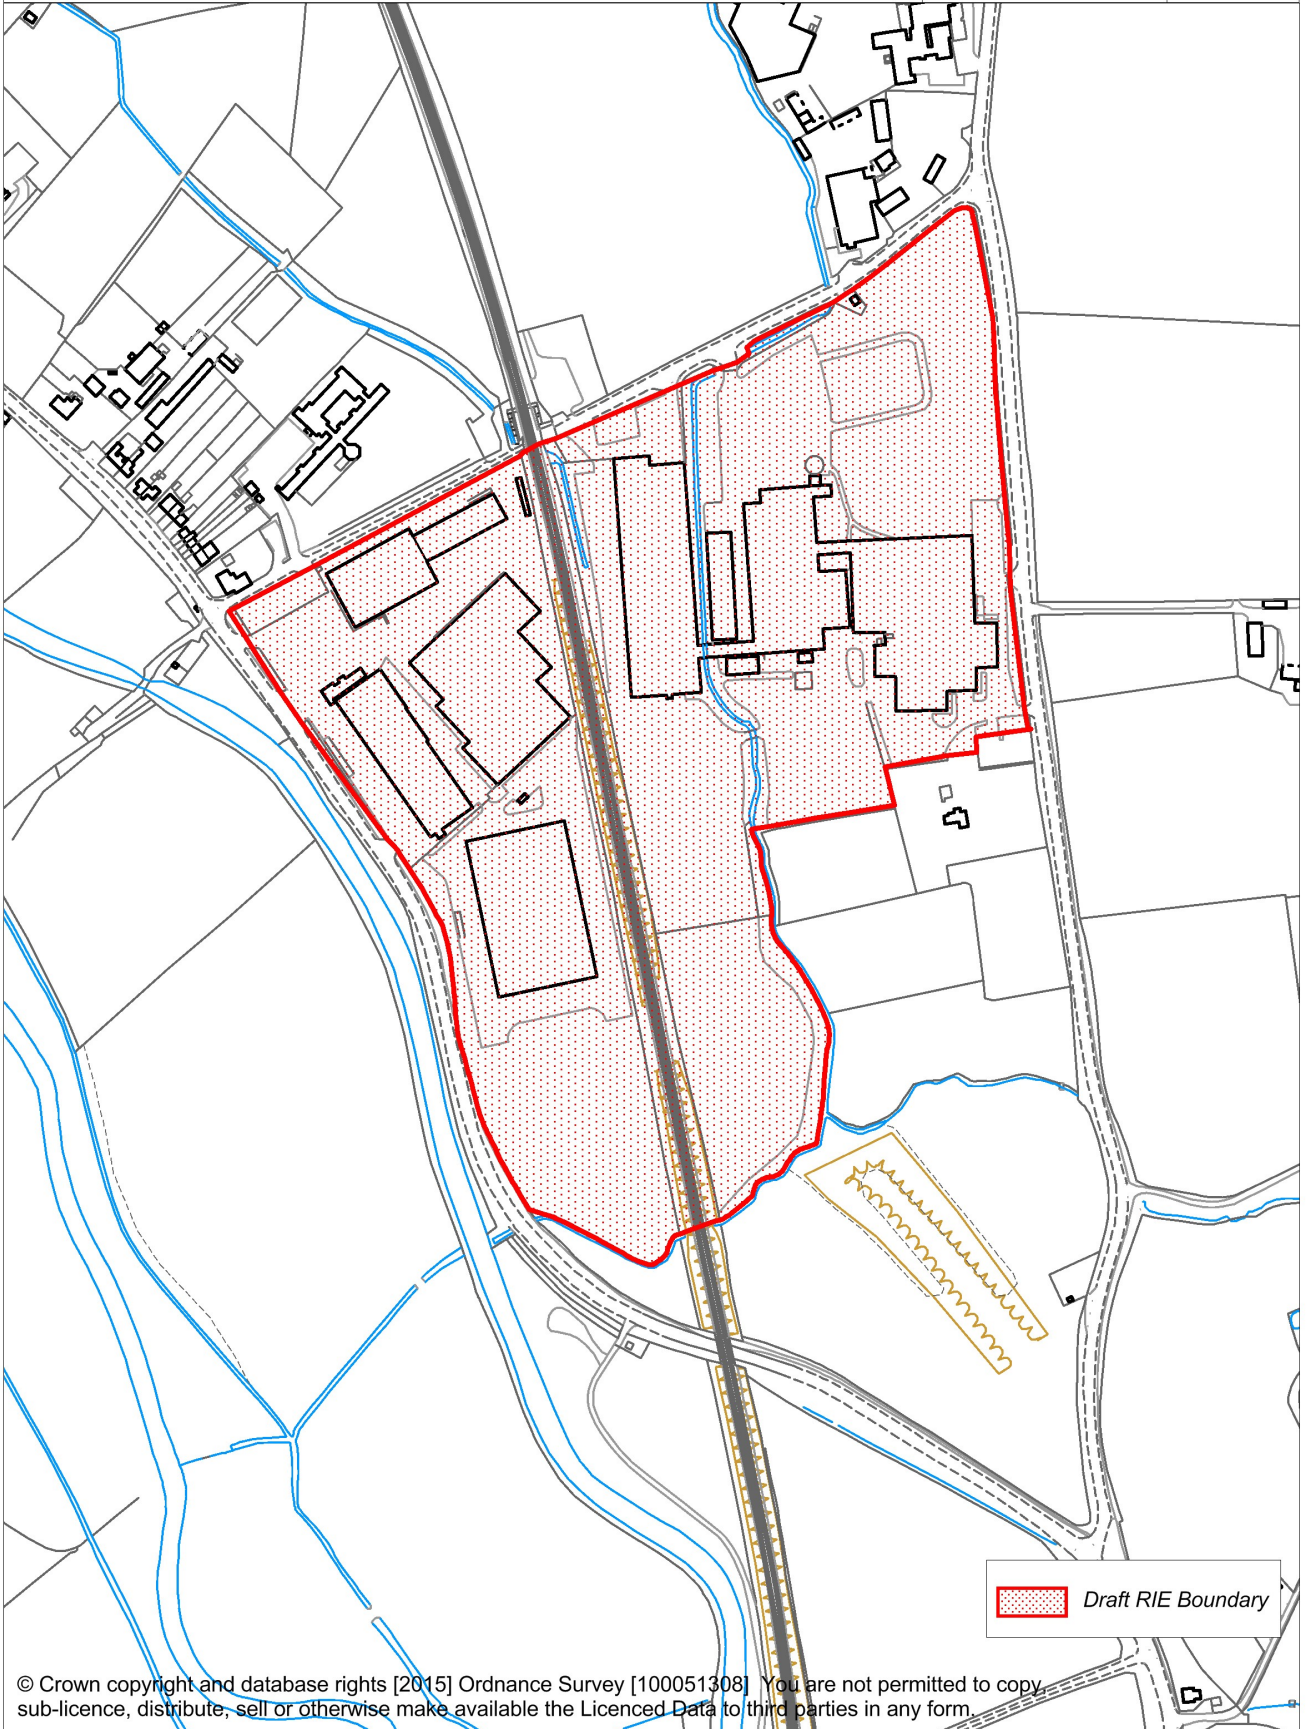 Draft RIE Boundary
© Crown copyright and database rights [2015] Ordnance Survey [100051308] You are not permitted to copy,
sub-licence, distribute, sell or otherwise make available the Licenced Data to third parties in any form.